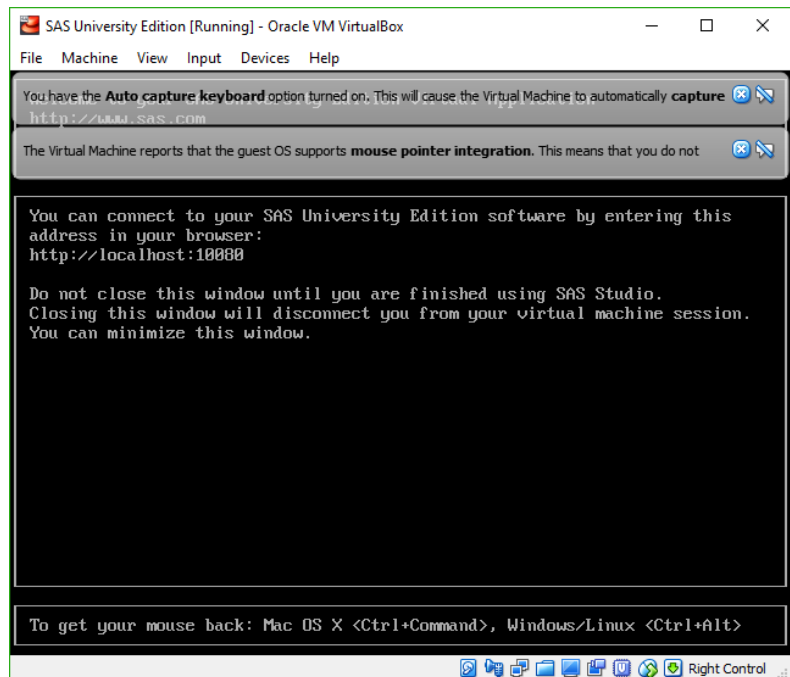 SAS University Edition [Running] - Oracle VM VirtualBox
File Machine View Input Devices Help
You have the Auto capture keyboard option turned on. This will cause the Virtual Machine to automatically capture
http://www.sas.com
The Virtual Machine reports that the guest OS supports mouse pointer integration. This means that you do not
You can connect to your SAS University Edition software by entering this
address in your browser:
http://localhost:10080
Do not close this window until you are finished using SAS Studio.
Closing this window will disconnect you from your virtual machine session.
You can minimize this window.
To get your mouse back: Mac OS X <Ctrl+Command>, Windows/Linux <Ctrl+Alt>
Right Control